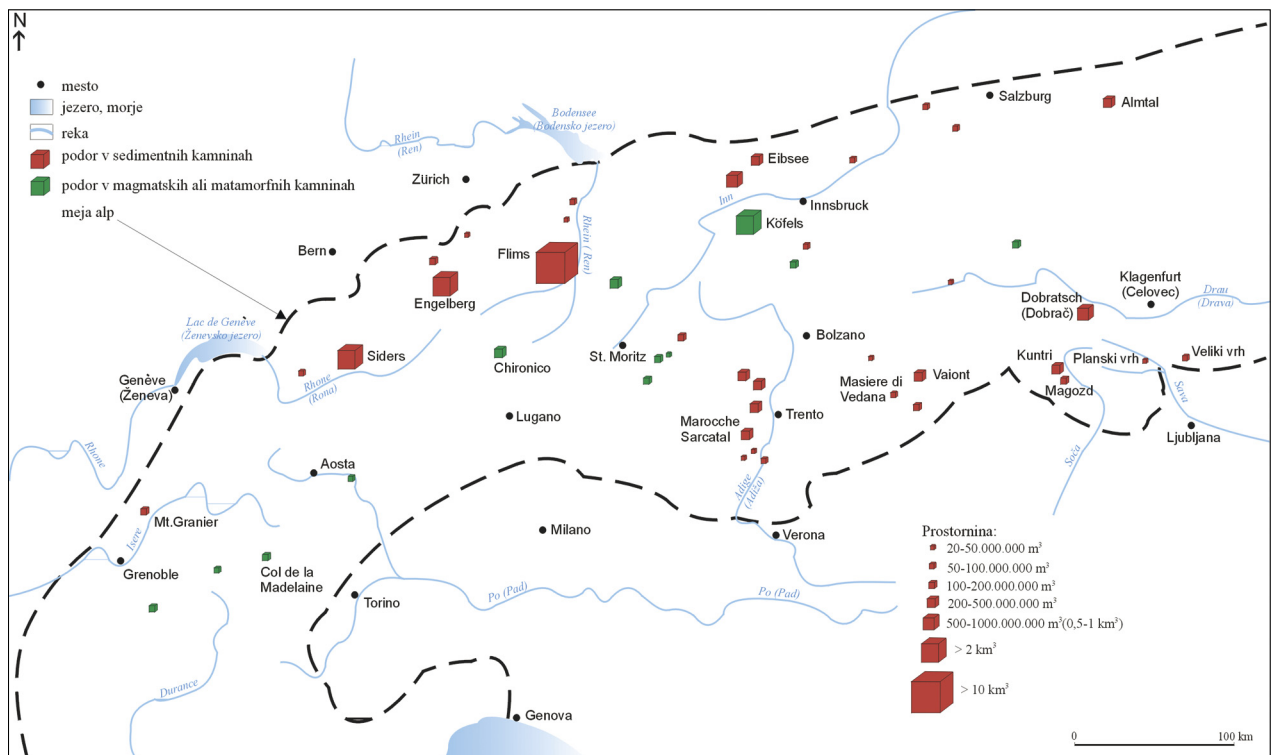 N
mesto
jezero, morje
reka
podor v sedimentnih kamninah
podor v magmatskih ali matamorfnih kamninah
meja alp
Salzburg
Almtal
Bodensee
(Bodensko jezero)
Rhein
(Ren)
Eibsee
Zürich
Inn
Innsbruck
Köfels
Rhein (Ren)
Bern
Flims
Engelberg
Klagenfurt
(Celovec)
Dobratsch
(Dobrač)
Drau
(Drava)
Lac de Genève
(Ženevsko jezero)
Siders
Chironico
St. Moritz
Bolzano
Kuntri
Planski vrh
Veliki vrh
Magozd
Genève
(Ženeva)
Rhone
(Rona)
Masiere di
Vedana
Vaiont
Lugano
Marocche
Sarcatal
Trento
Sava
Ljubljana
Rhone
Soča
Aosta
Adige
(Adiža)
Mt.Granier
Isere
Milano
Verona
Grenoble
Col de la
Madelaine
Torino
Po (Pad)
Po (Pad)
Durance
Genova
Prostornina:
20-50.000.000 m³
50-100.000.000 m³
100-200.000.000 m³
200-500.000.000 m³
500-1000.000.000 m³(0,5-1 km³)
> 2 km³
> 10 km³
0
100 km